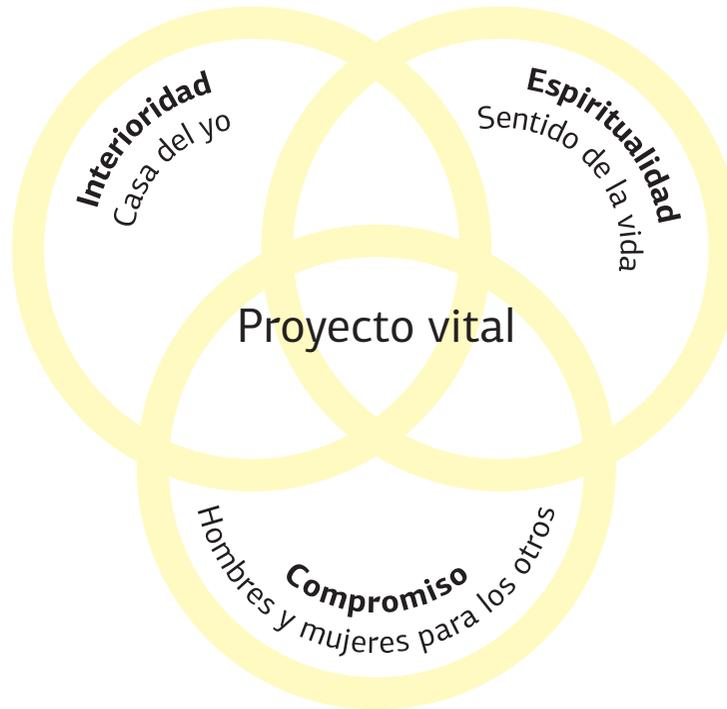 Interioridad
Casa del yo
Espiritualidad
Sentido de la vida
Proyecto vital
Compromiso
Hombres y mujeres para los otros